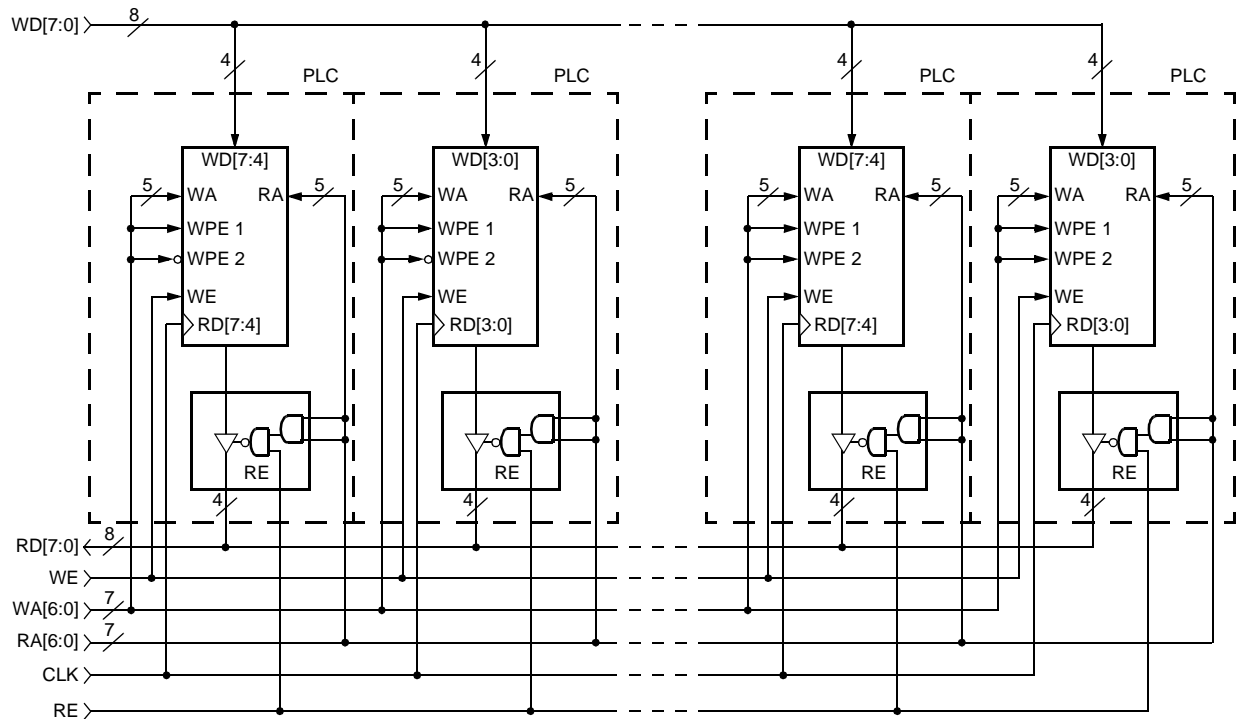 WD[7:0] 8
4 4 4 4
PLC PLC PLC PLC
WD[7:4] WD[3:0] WD[7:4] WD[3:0]
5 WA RA 5 5 WA RA 5 5 WA RA 5 5 WA RA 5
WPE 1 WPE 1 WPE 1 WPE 1
WPE 2 WPE 2 WPE 2 WPE 2
WE WE WE WE
RD[7:4] RD[3:0] RD[7:4] RD[3:0]
RE RE RE RE
4 4 4 4
RD[7:0] 8
WE
WA[6:0] 7
RA[6:0] 7
CLK
RE